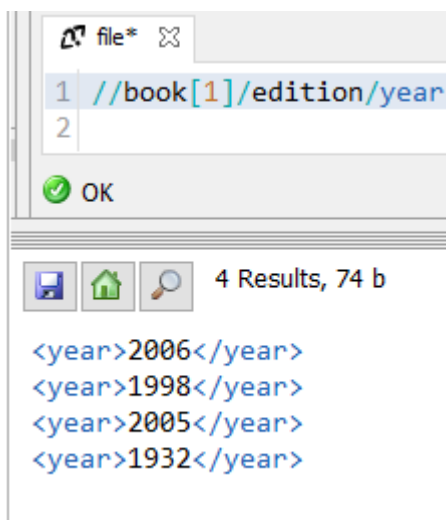 file*
1 //book[1]/edition/year
2
OK
4 Results, 74 b
<year>2006</year>
<year>1998</year>
<year>2005</year>
<year>1932</year>